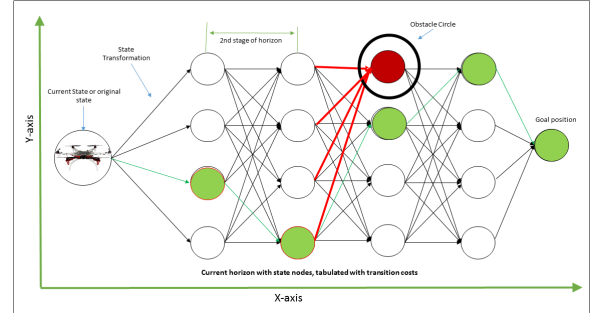 Obstacle Circle
2nd stage of horizon
State
Transformation
Current State or original
state
Goal position
Y-axis
Current horizon with state nodes, tabulated with transition costs
X-axis